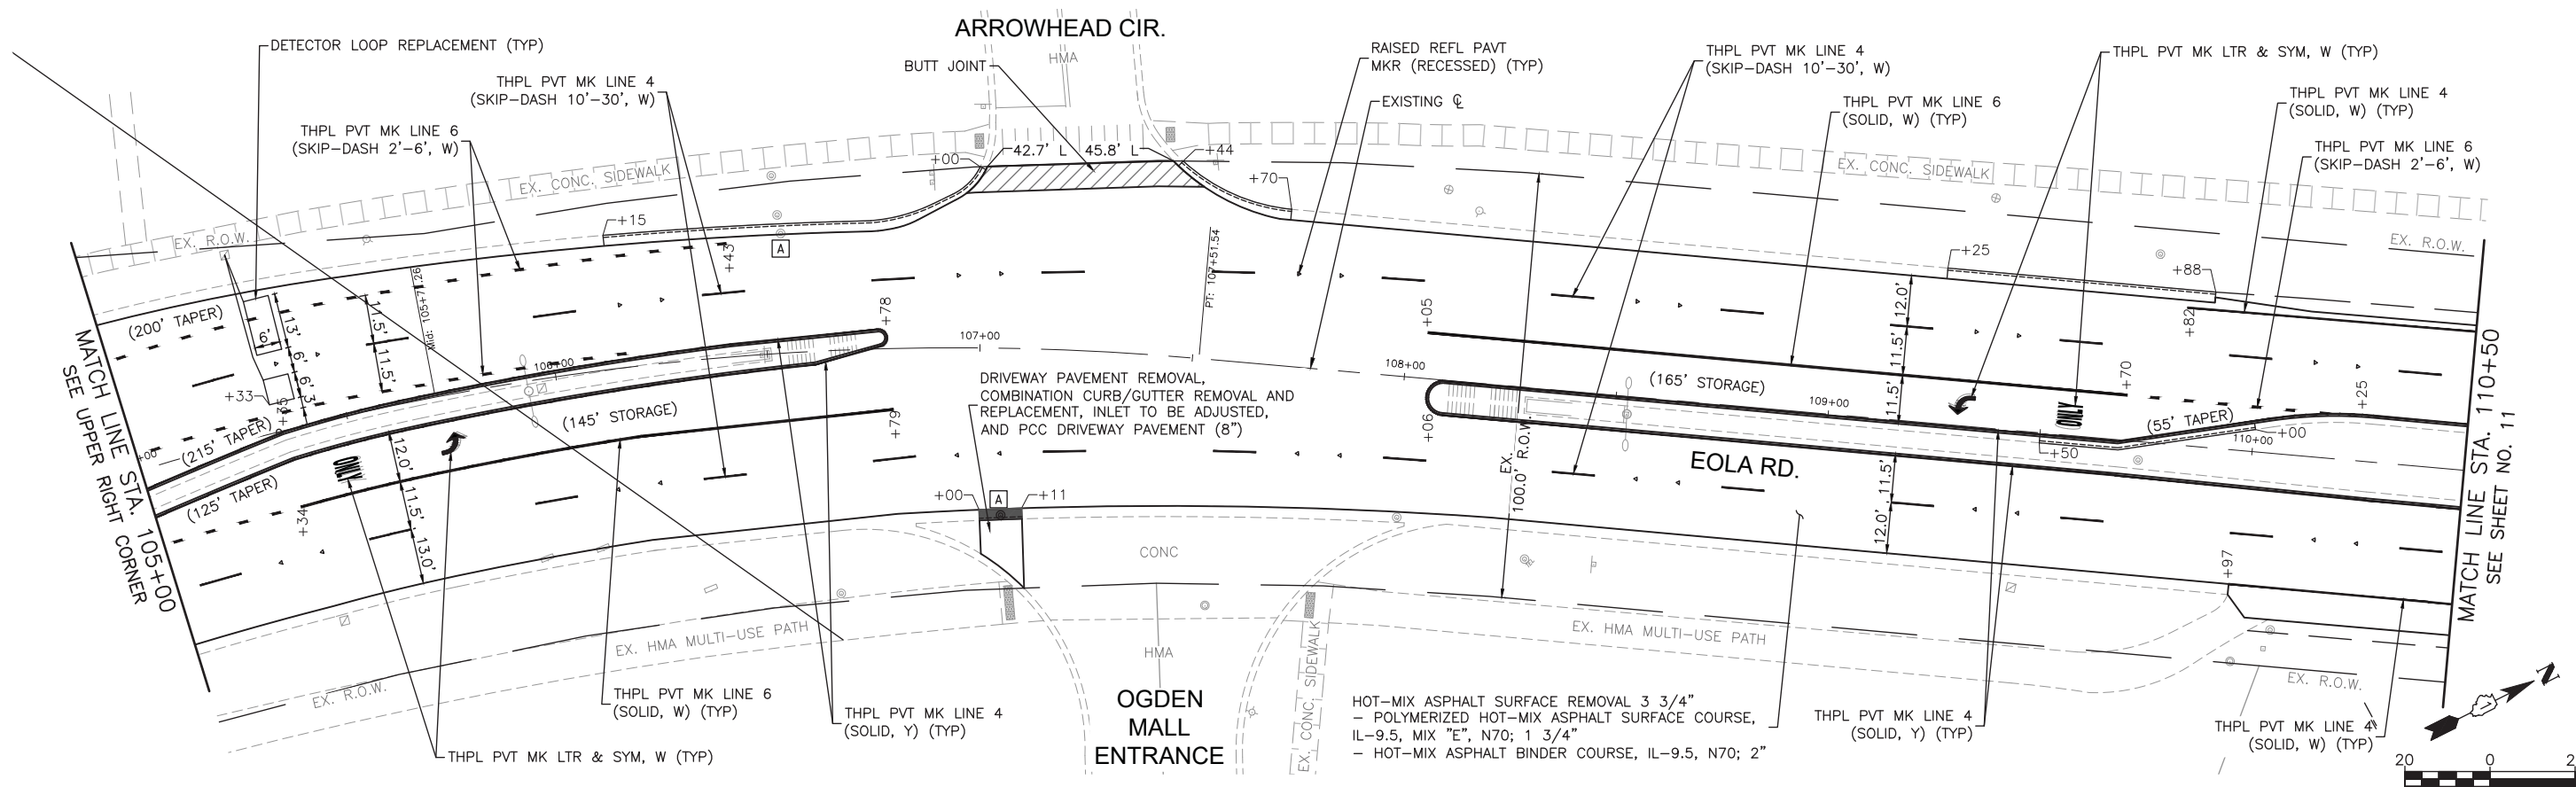 ARROWHEAD CIR.
HMA
DETECTOR LOOP REPLACEMENT (TYP)
THPL PVT MK LINE 4
(SKIP-DASH 10'-30', W)
THPL PVT MK LINE 6
(SKIP-DASH 2'-6', W)
BUTT JOINT
RAISED REFL PAVT
MKR (RECESSED) (TYP)
EXISTING ℄
THPL PVT MK LINE 4
(SKIP-DASH 10'-30', W)
THPL PVT MK LINE 6
(SOLID, W) (TYP)
THPL PVT MK LTR & SYM, W (TYP)
THPL PVT MK LINE 4
(SOLID, W) (TYP)
THPL PVT MK LINE 6
(SKIP-DASH 2'-6', W)
EX. CONC. SIDEWALK
EX. CONC. SIDEWALK
EX. R.O.W.
EX. R.O.W.
+00
42.7' L
45.8' L
+44
+70
+15
+43
A
+25
+88
+82
(200' TAPER)
13'
6'
6'
6'
3'
11.5'
11.5'
+33
+35
+00
106+00
+78
107+00
PT: 107+51.54
+05
108+00
12.0'
11.5'
11.5'
(165' STORAGE)
109+00
ONLY
+70
(55' TAPER)
+25
110+00
+00
+50
MATCH LINE STA. 105+00
SEE UPPER RIGHT CORNER
(215' TAPER)
(125' TAPER)
ONLY
(145' STORAGE)
12.0'
11.5'
13.0'
+34
+79
DRIVEWAY PAVEMENT REMOVAL,
COMBINATION CURB/GUTTER REMOVAL AND
REPLACEMENT, INLET TO BE ADJUSTED,
AND PCC DRIVEWAY PAVEMENT (8")
+00
A
+11
+06
EX.
100.0' R.O.W.
EOLA RD.
11.5'
12.0'
+97
MATCH LINE STA. 110+50
SEE SHEET NO. 11
CONC
HMA
EX. HMA MULTI-USE PATH
EX. HMA MULTI-USE PATH
EX. R.O.W.
EX. R.O.W.
EX. CONC. SIDEWALK
OGDEN
MALL
ENTRANCE
THPL PVT MK LINE 6
(SOLID, W) (TYP)
THPL PVT MK LTR & SYM, W (TYP)
THPL PVT MK LINE 4
(SOLID, Y) (TYP)
HOT-MIX ASPHALT SURFACE REMOVAL 3 3/4"
- POLYMERIZED HOT-MIX ASPHALT SURFACE COURSE,
IL-9.5, MIX "E", N70; 1 3/4"
- HOT-MIX ASPHALT BINDER COURSE, IL-9.5, N70; 2"
THPL PVT MK LINE 4
(SOLID, Y) (TYP)
THPL PVT MK LINE 4
(SOLID, W) (TYP)
N
20
0
2